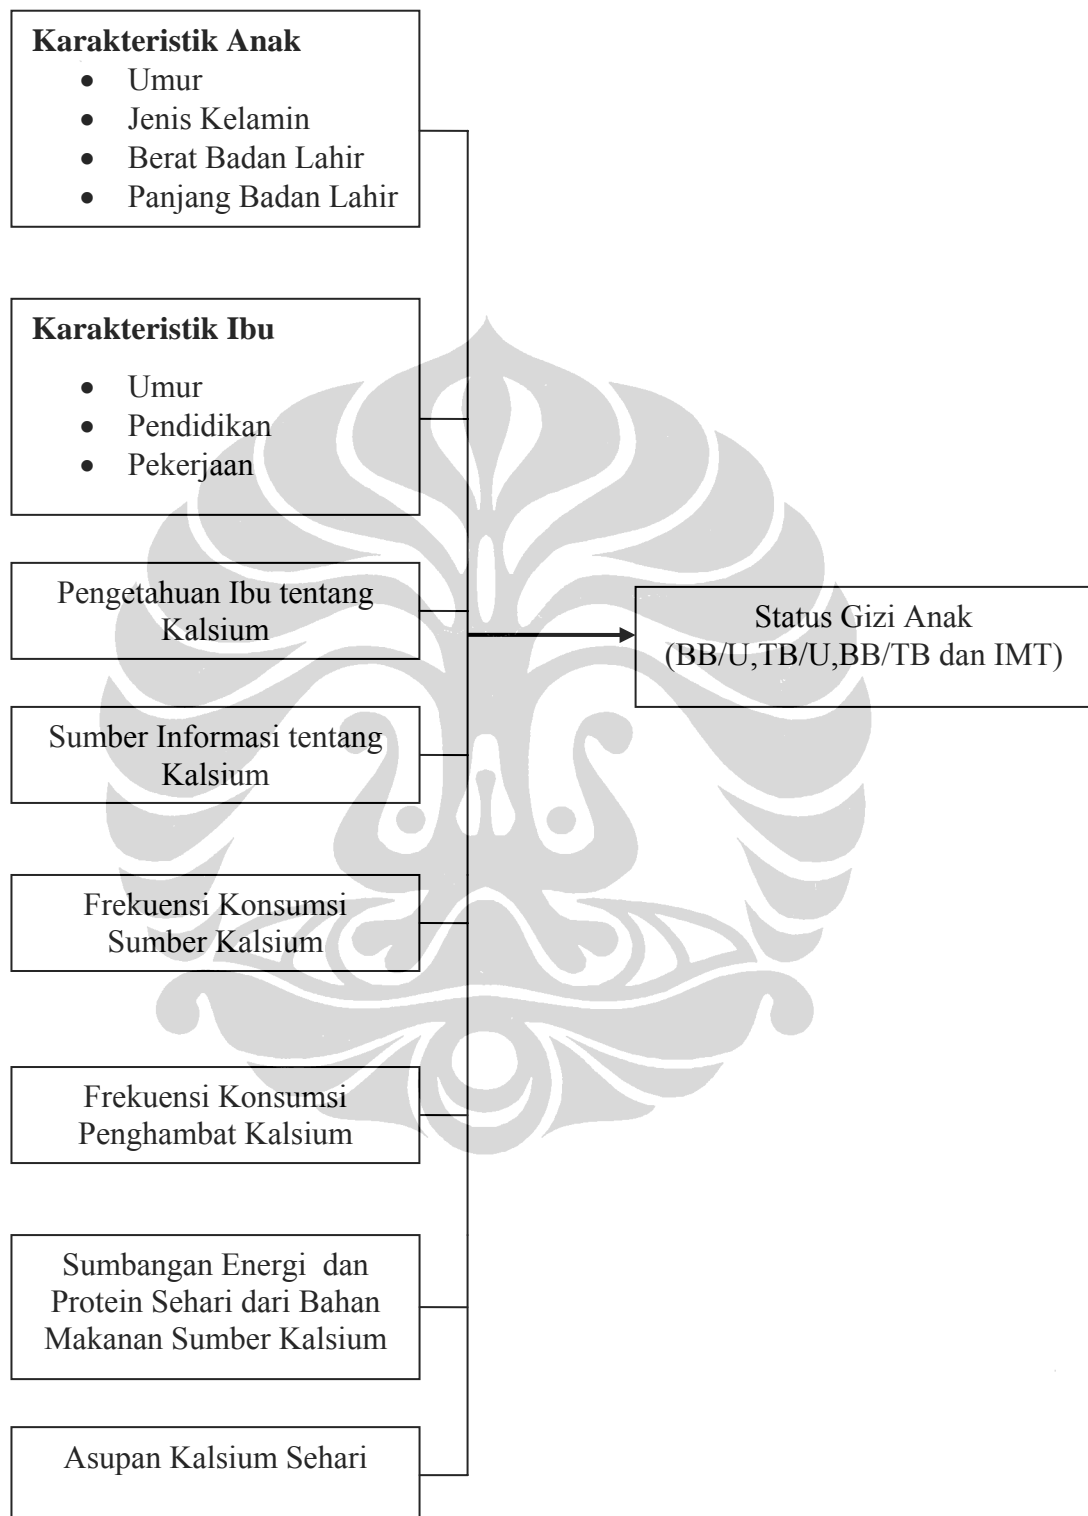 Karakteristik Anak
• Umur
• Jenis Kelamin
• Berat Badan Lahir
• Panjang Badan Lahir
Karakteristik Ibu
• Umur
• Pendidikan
• Pekerjaan
Pengetahuan Ibu tentang
Kalsium
Status Gizi Anak
(BB/U,TB/U,BB/TB dan IMT)
Sumber Informasi tentang
Kalsium
Frekuensi Konsumsi
Sumber Kalsium
Frekuensi Konsumsi
Penghambat Kalsium
Sumbangan Energi dan
Protein Sehari dari Bahan
Makanan Sumber Kalsium
Asupan Kalsium Sehari